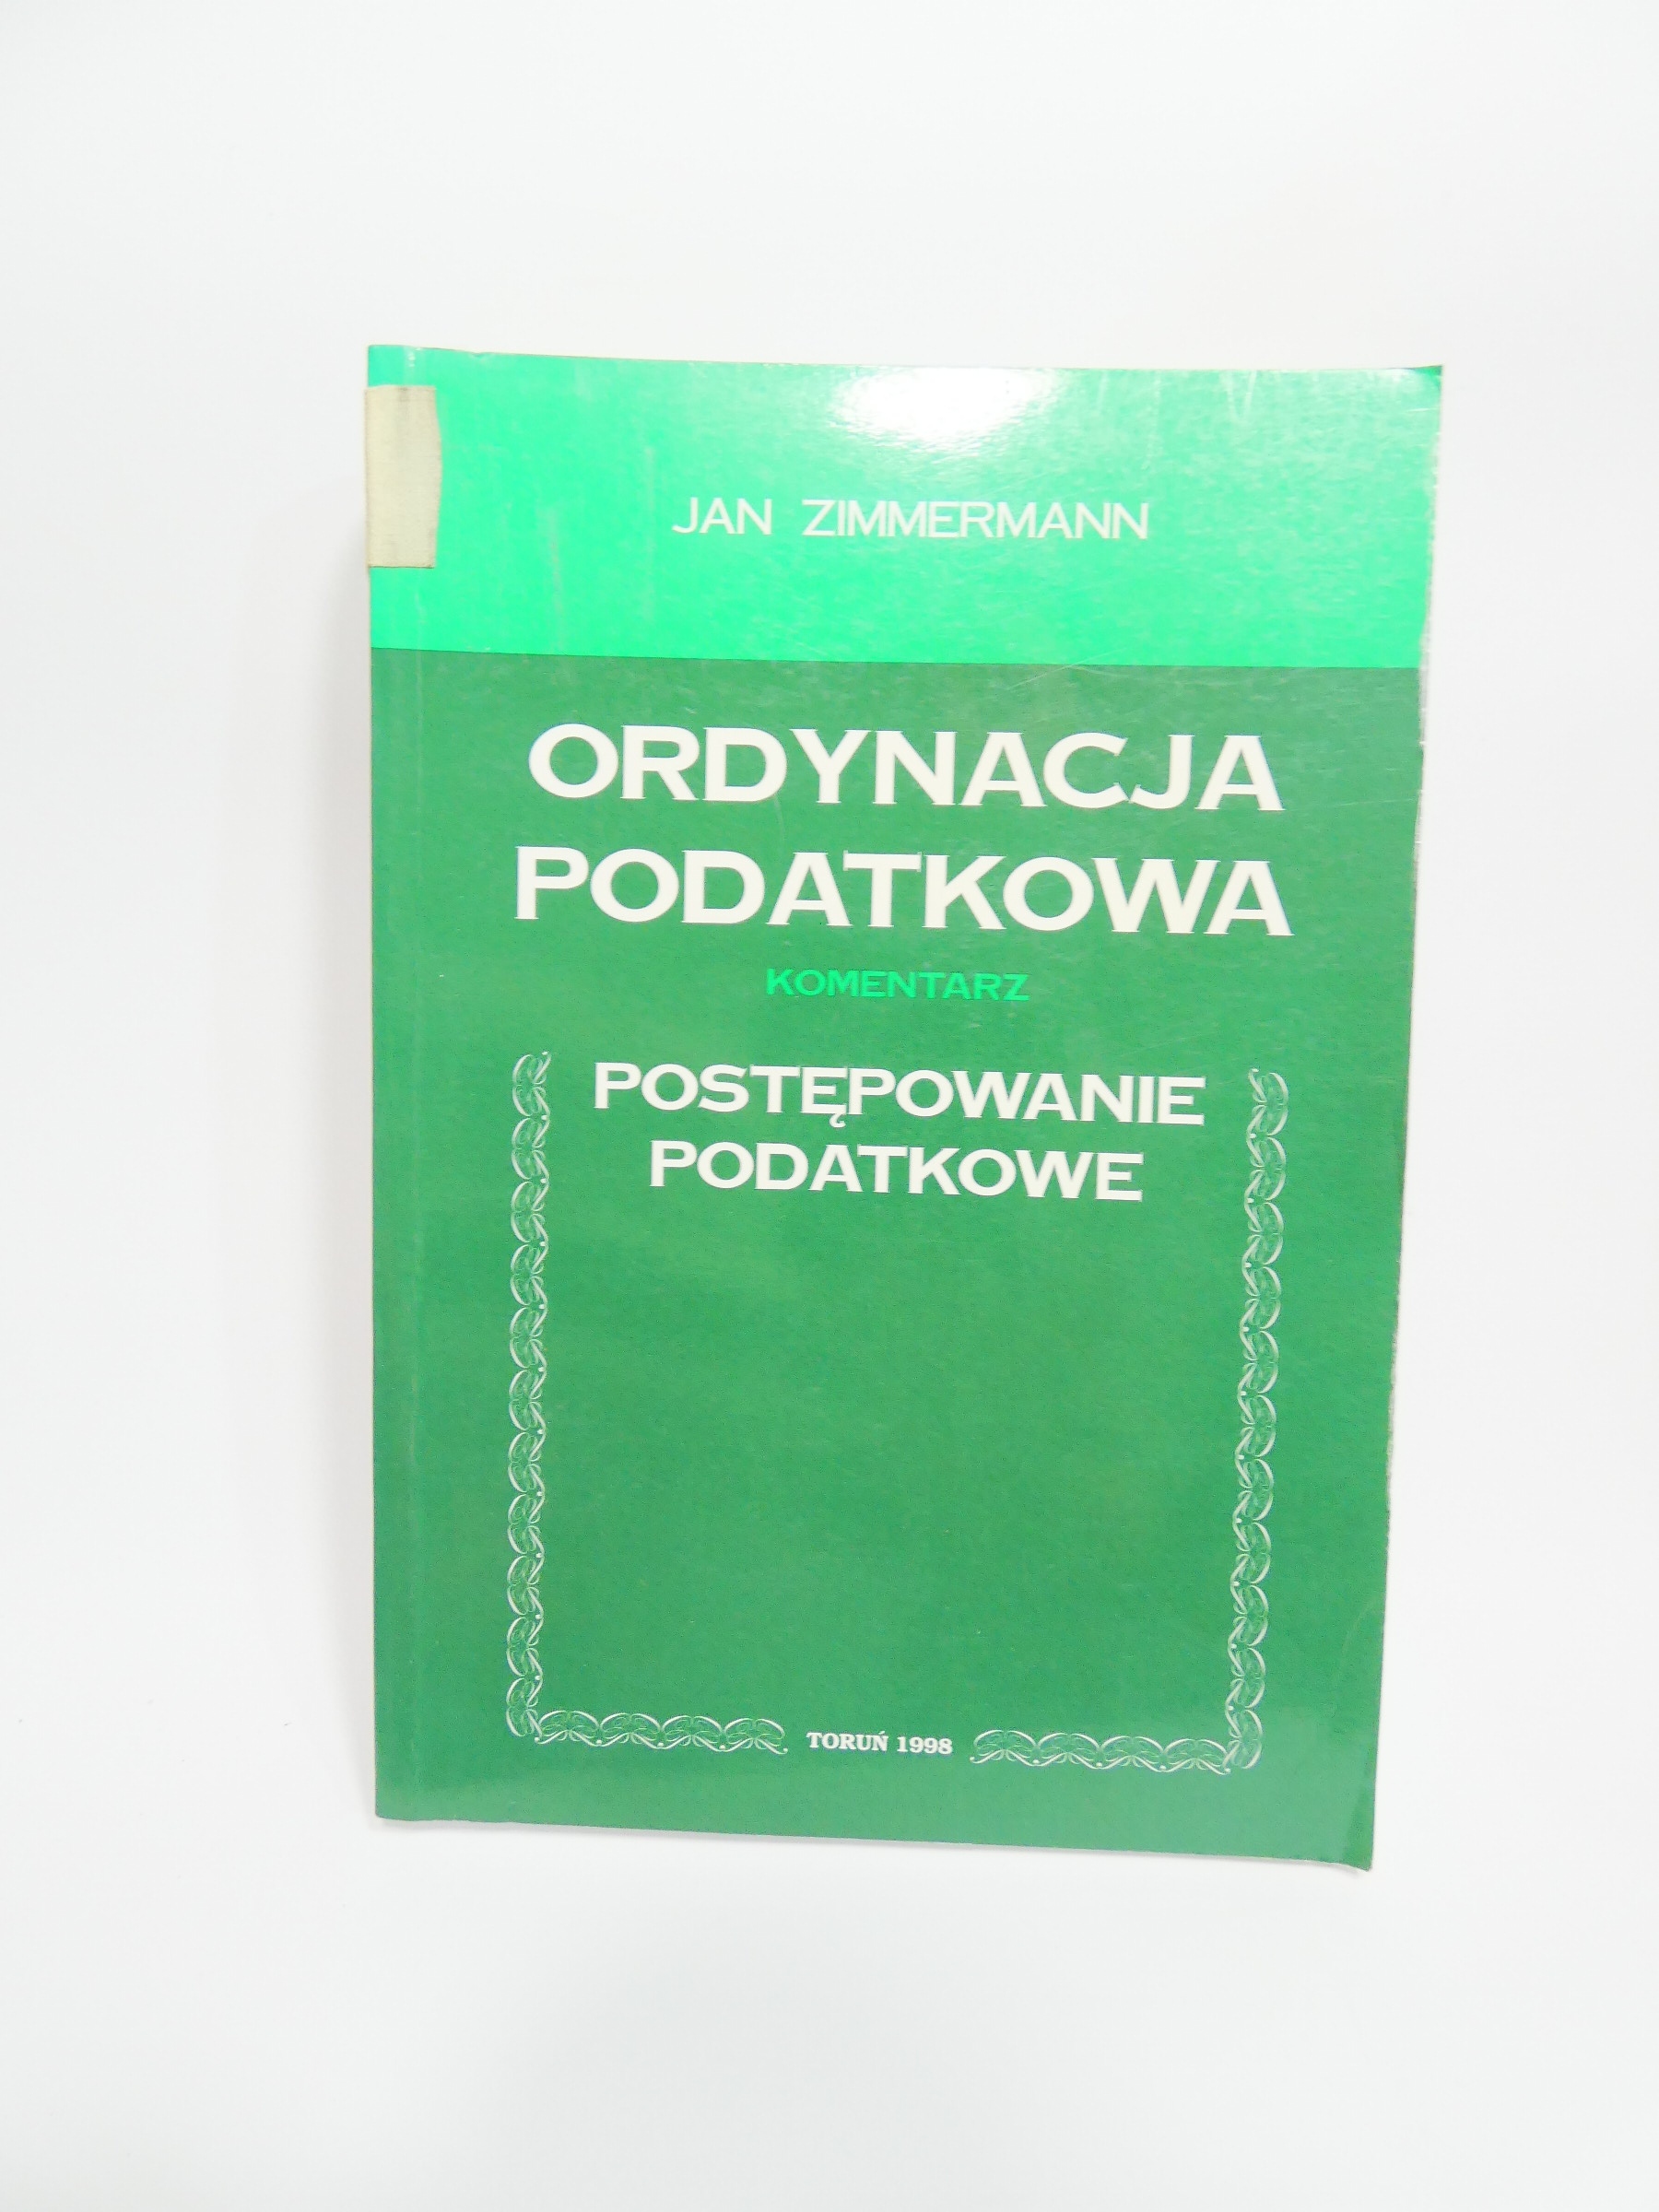 JAN ZIMMERMANN
ORDYNACJA
PODATKOWA
KOMENTARZ
POSTĘPOWANIE
PODATKOWE
TORUŃ 1998